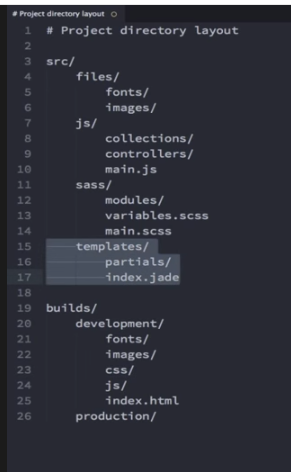 # Project directory layout
1 # Project directory layout
2
3 src/
4     files/
5         fonts/
6         images/
7     js/
8         collections/
9         controllers/
10         main.js
11     sass/
12         modules/
13         variables.scss
14         main.scss
15     templates/
16         partials/
17         index.jade
18
19 builds/
20     development/
21         fonts/
22         images/
23         css/
24         js/
25         index.html
26     production/